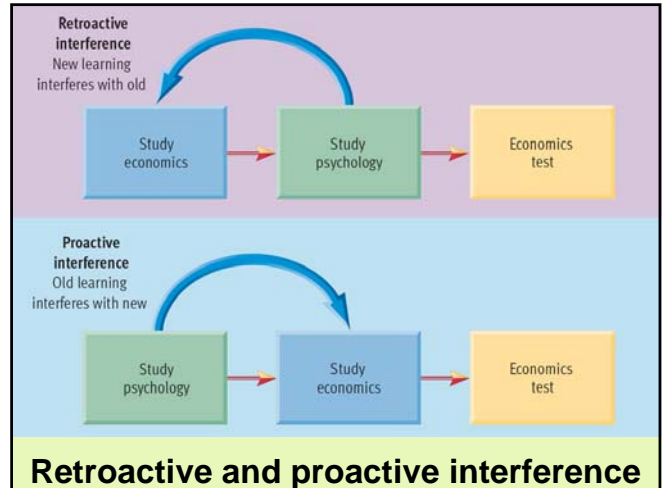 Retroactive
interference
New learning
interferes with old
Study
economics
Study
psychology
Economics
test
Proactive
interference
Old learning
interferes with new
Study
psychology
Study
economics
Economics
test
Retroactive and proactive interference